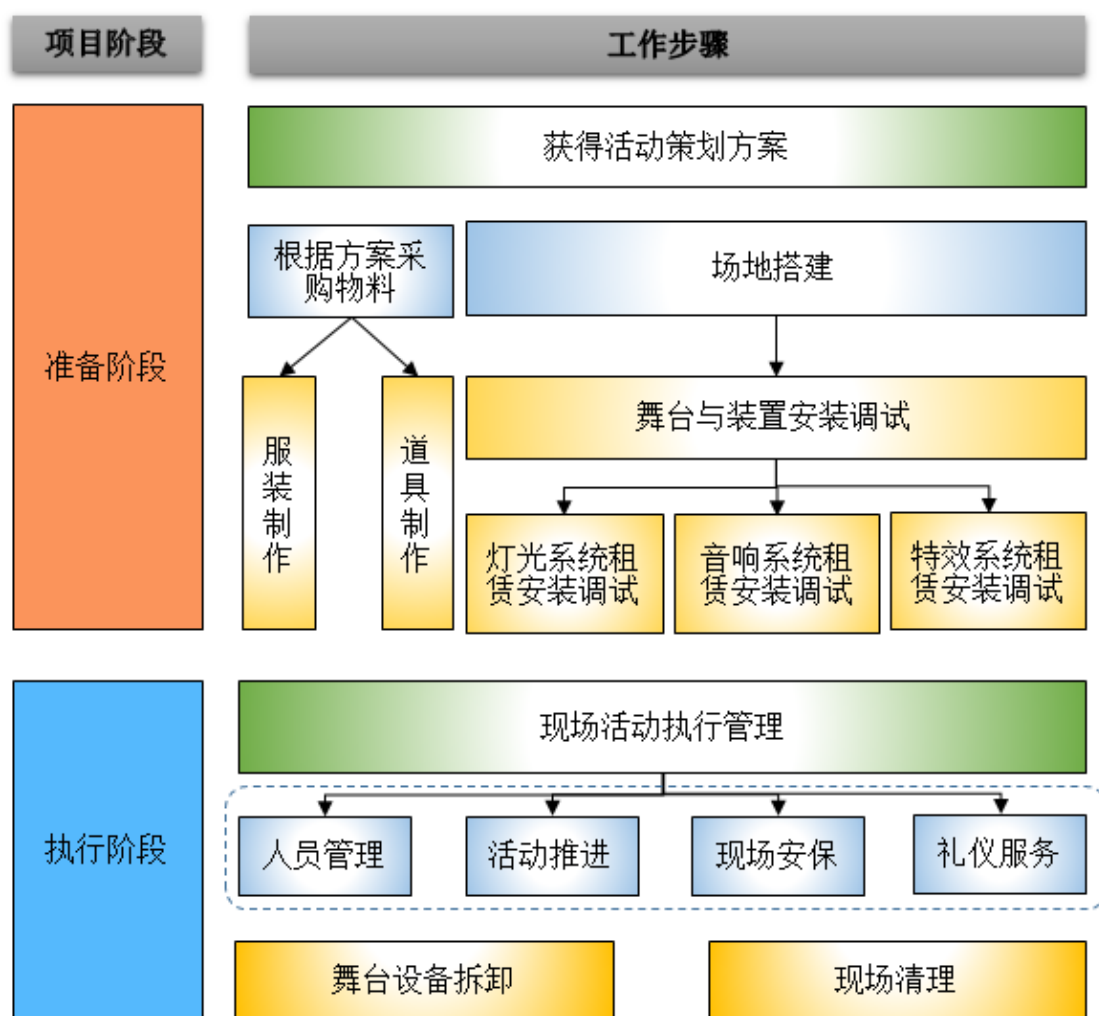 项目阶段
工作步骤
准备阶段
获得活动策划方案
根据方案采
购物料
场地搭建
服
装
制
作
道
具
制
作
舞台与装置安装调试
灯光系统租
赁安装调试
音响系统租
赁安装调试
特效系统租
赁安装调试
执行阶段
现场活动执行管理
人员管理
活动推进
现场安保
礼仪服务
舞台设备拆卸
现场清理